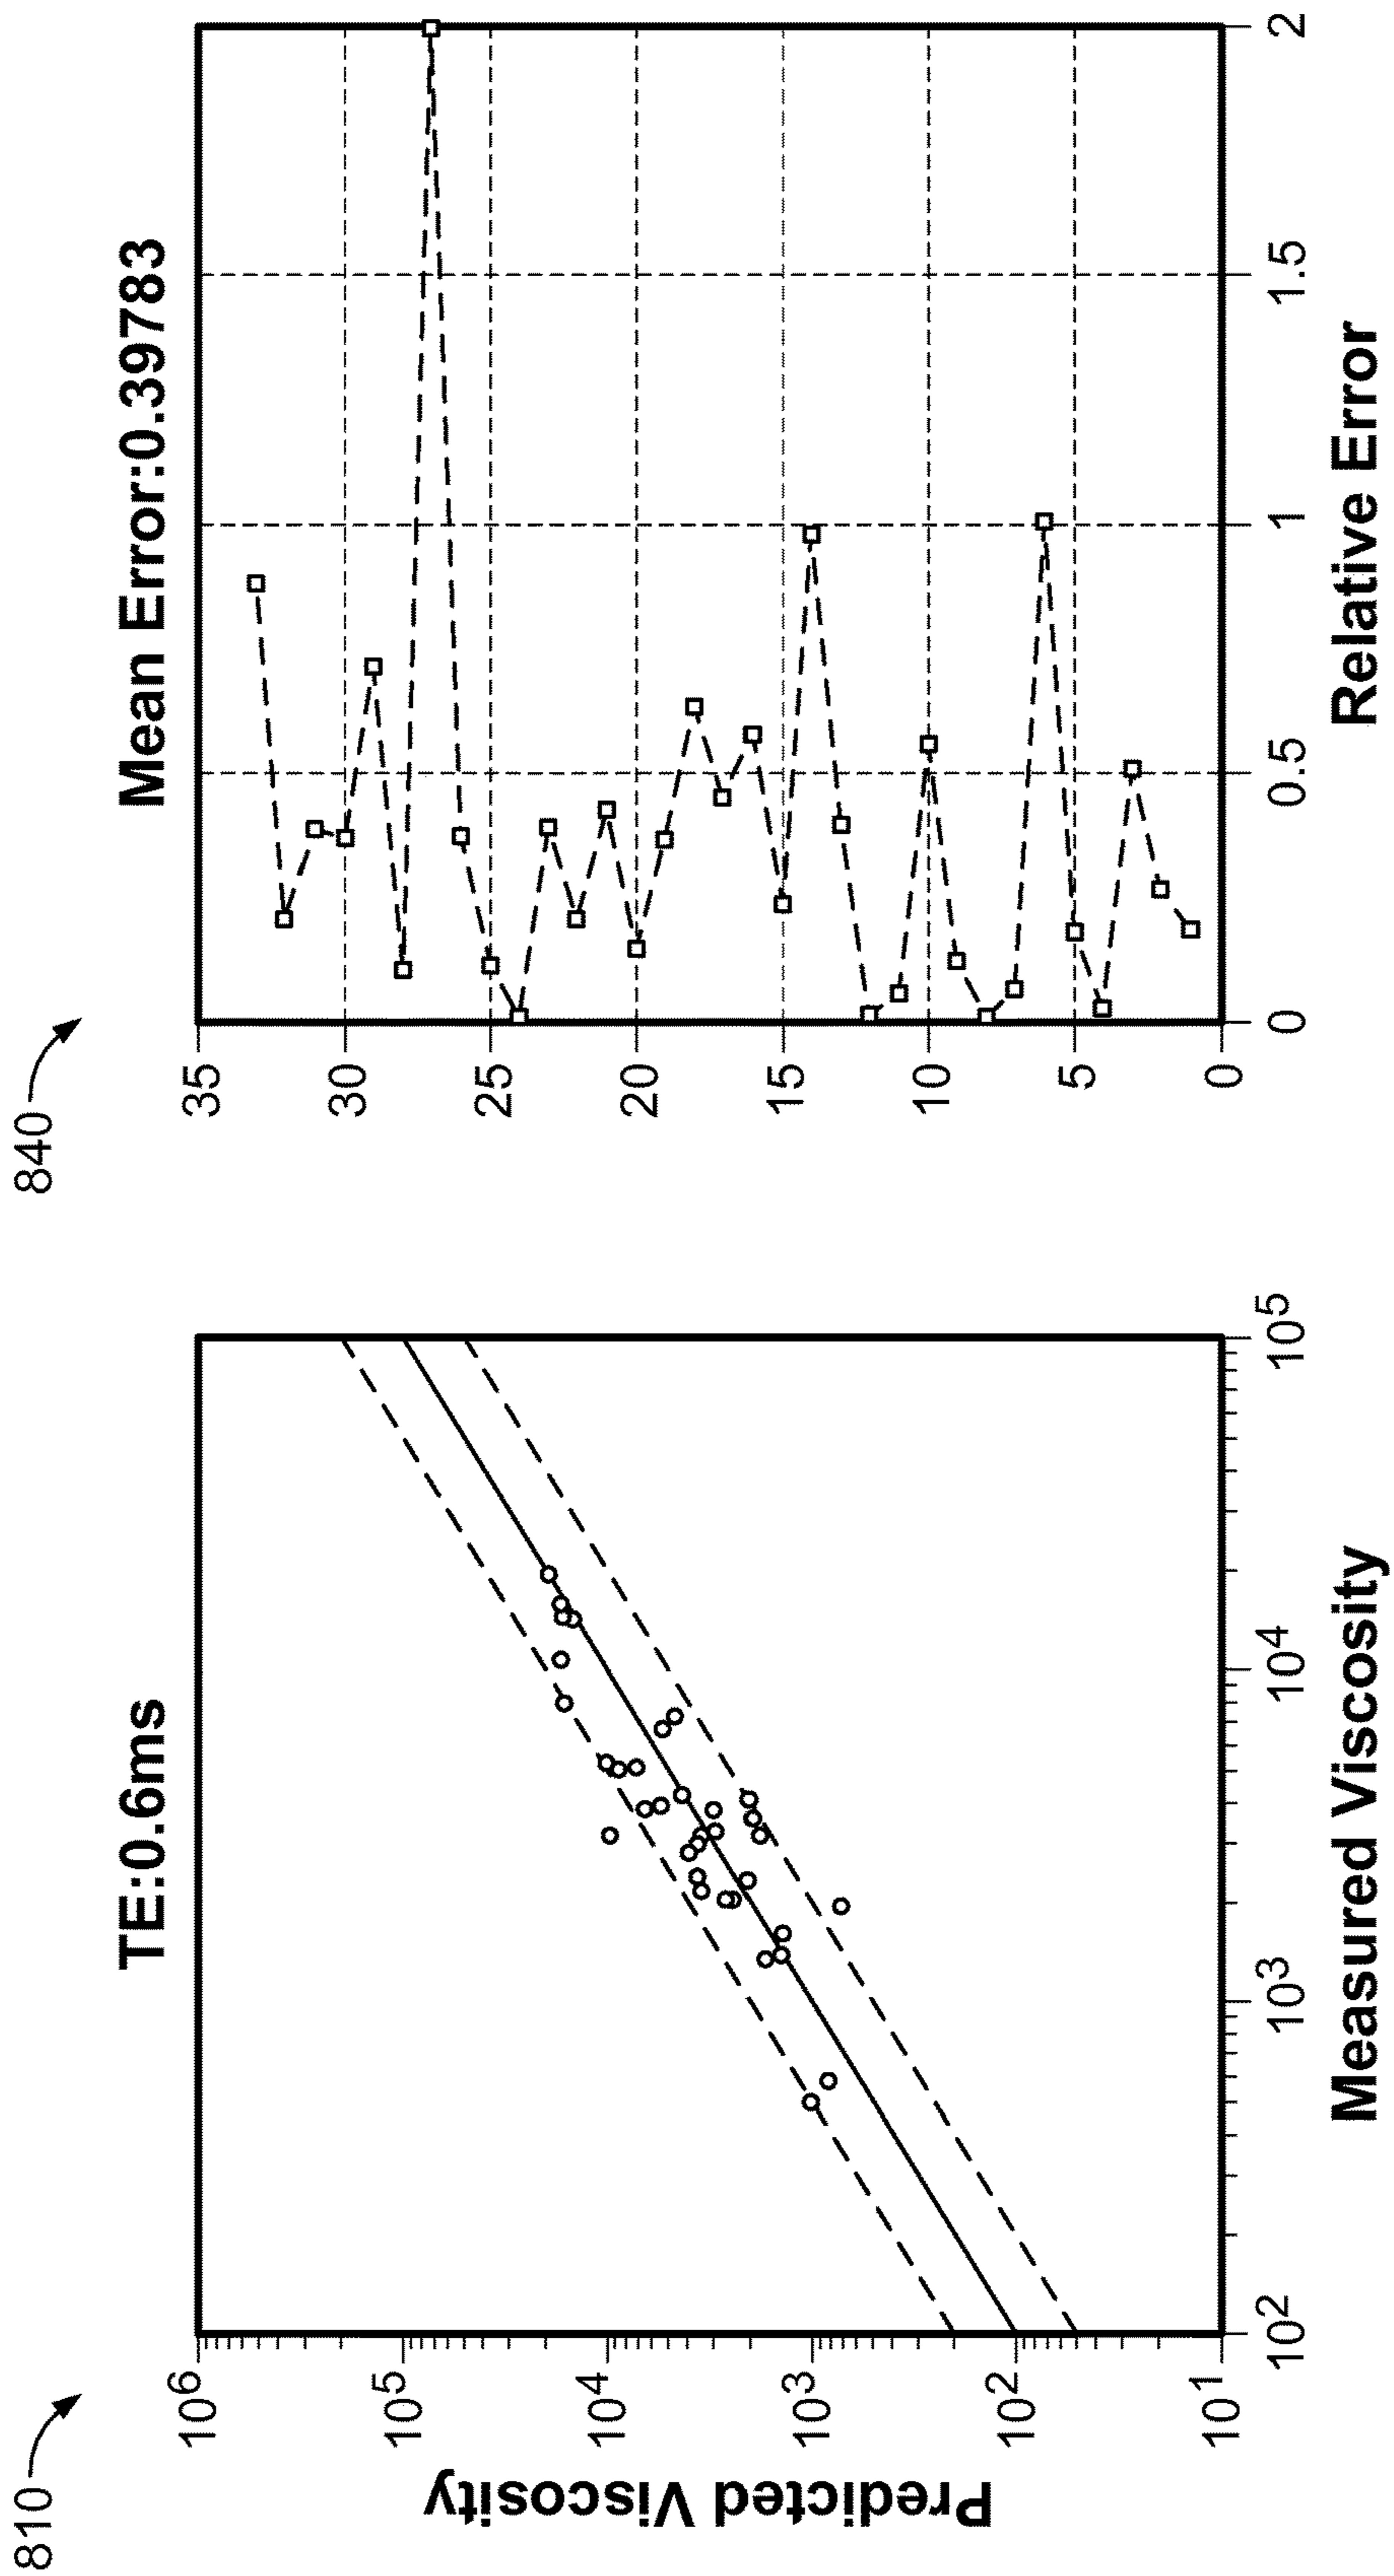 810
TE:0.6ms
Predicted Viscosity
10^6
10^5
10^4
10^3
10^2
10^1
10^2 10^3 10^4 10^5
Measured Viscosity
840
Mean Error:0.39783
35
30
25
20
15
10
5
0
0 0.5 1 1.5 2
Relative Error